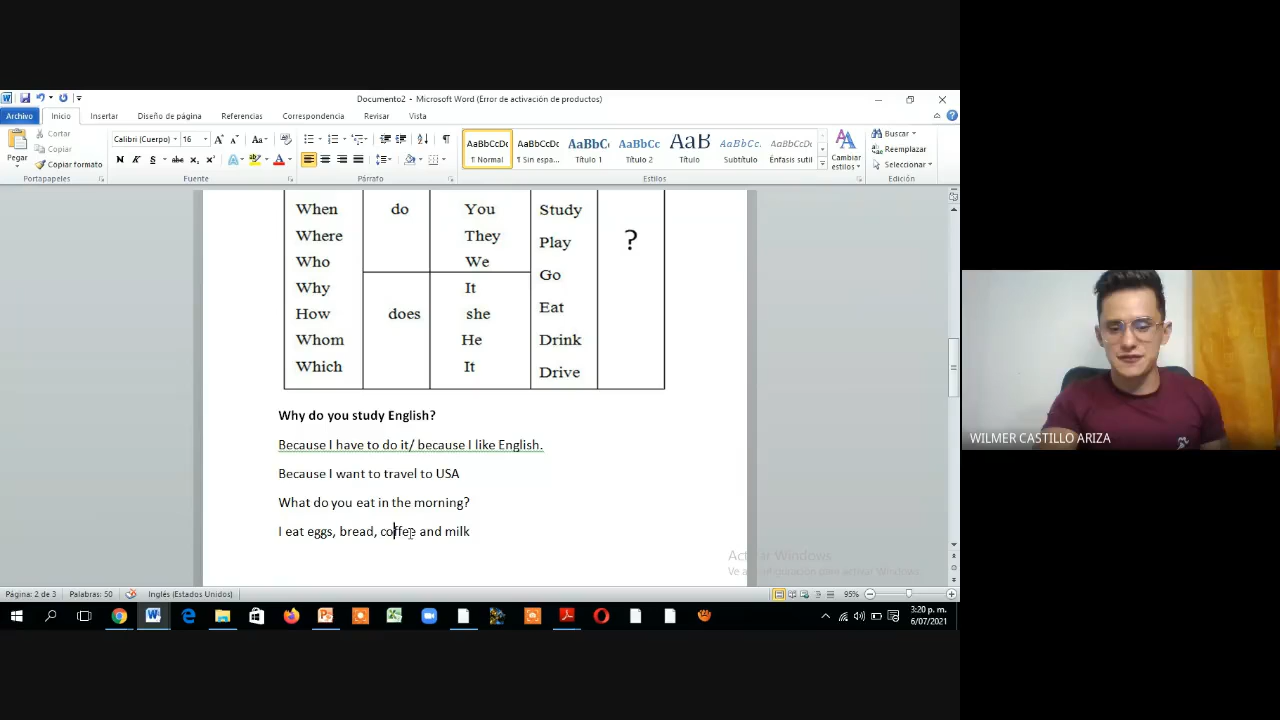 Documento2 - Microsoft Word (Error de activación de productos)
Archivo Inicio Insertar Diseño de página Referencias Correspondencia Revisar Vista
Pegar
Cortar
Copiar
Copiar formato
Portapapeles
Calibri (Cuerpo) 16
Fuente
Párrafo
AaBbCcDc AaBbCcDc AaBbC AaBbCc AaB AaBbCc. AaBbCcDc
¶ Normal ¶ Sin espa... Título 1 Título 2 Título Subtítulo Énfasis sutil
Estilos
Cambiar estilos
Buscar
Reemplazar
Seleccionar
Edición
When do You Study
Where They Play
Who We Go
Why It
How does she Eat
Whom He Drink
Which It Drive
?
Why do you study English?
Because I have to do it/ because I like English.
Because I want to travel to USA
What do you eat in the morning?
I eat eggs, bread, coffee and milk
Activar Windows
Página: 2 de 3 Palabras: 50 Inglés (Estados Unidos) 95%
3:20 p. m.
6/07/2021
WILMER CASTILLO ARIZA